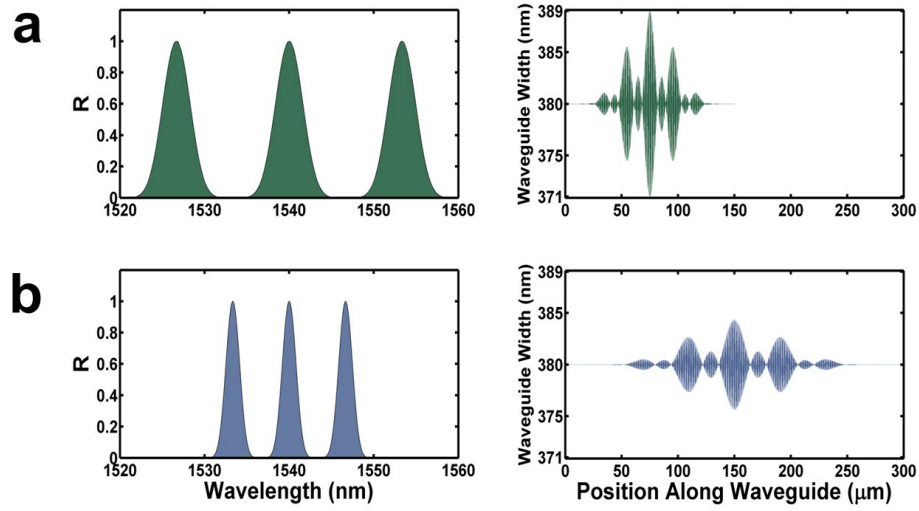 a
R
1
0.8
0.6
0.4
0.2
0
1520 1530 1540 1550 1560
Waveguide Width (nm)
389
385
380
375
371
0 50 100 150 200 250 300
b
R
1
0.8
0.6
0.4
0.2
0
1520 1530 1540 1550 1560
Wavelength (nm)
Waveguide Width (nm)
389
385
380
375
371
0 50 100 150 200 250 300
Position Along Waveguide (μm)